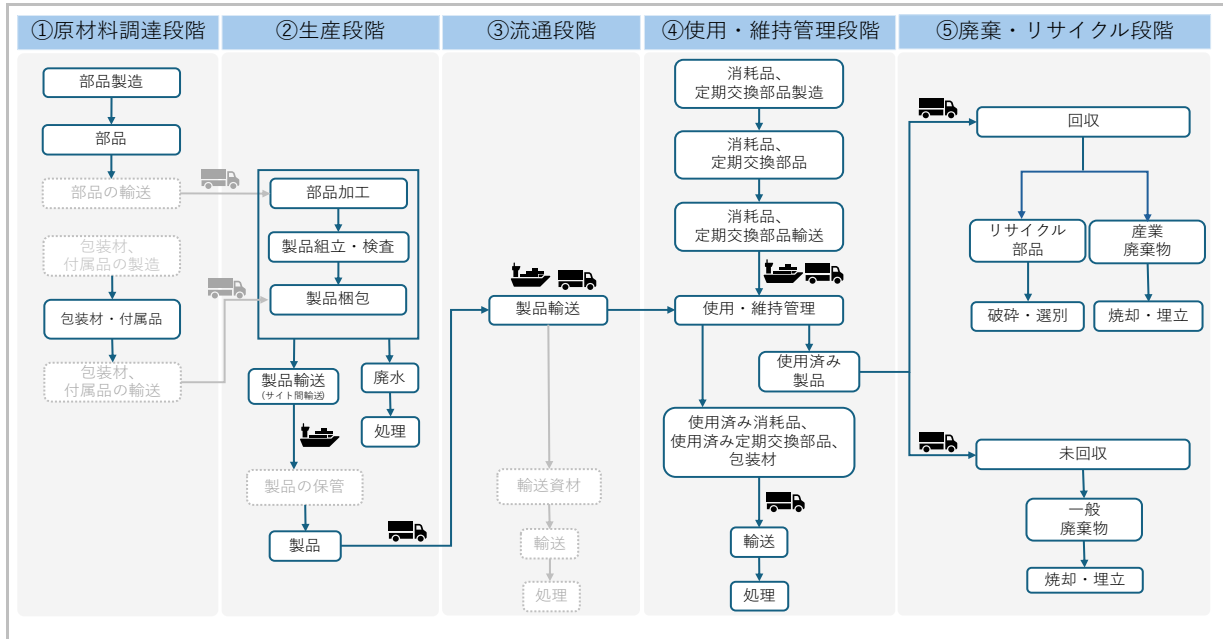 ①原材料調達段階
②生産段階
③流通段階
④使用・維持管理段階
⑤廃棄・リサイクル段階
部品製造
部品
部品の輸送
包装材、
付属品の製造
包装材・付属品
包装材、
付属品の輸送
部品加工
製品組立・検査
製品梱包
製品輸送
(サイト間輸送)
廃水
処理
製品の保管
製品
製品輸送
輸送資材
輸送
処理
消耗品、
定期交換部品製造
消耗品、
定期交換部品
消耗品、
定期交換部品輸送
使用・維持管理
使用済み
製品
使用済み消耗品、
使用済み定期交換部品、
包装材
輸送
処理
回収
リサイクル
部品
産業
廃棄物
破砕・選別
焼却・埋立
未回収
一般
廃棄物
焼却・埋立